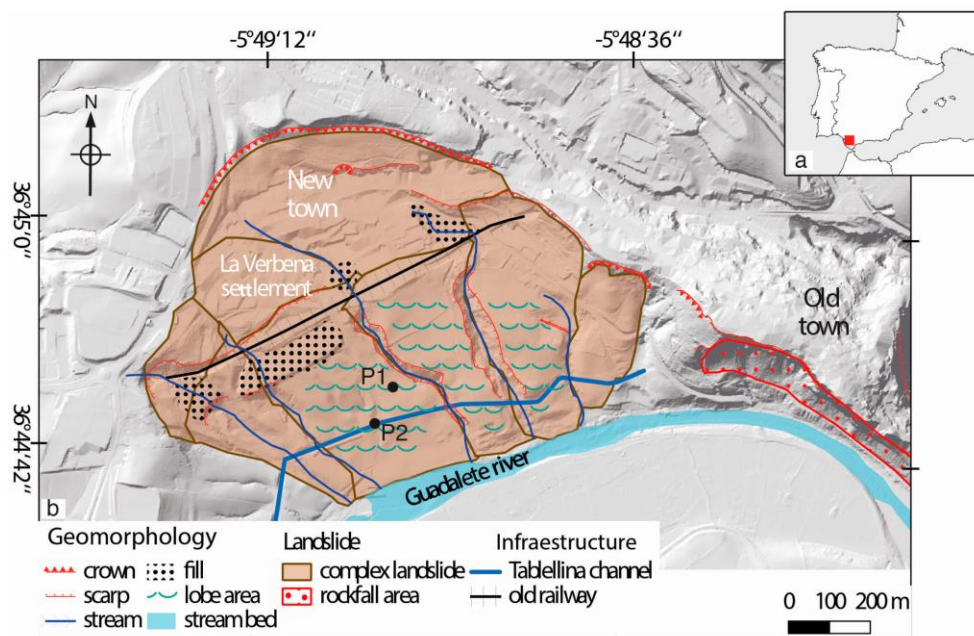 -5°49'12‘‘ -5°48'36‘‘
N
a
36°45'0‘‘
New
town
La Verbena
settlement
Old
town
P1
P2
36°44'42‘‘
Guadalete river
b
Geomorphology Landslide Infraestructure
crown fill complex landslide Tablellina channel
scarp lobe area rockfall area old railway
stream stream bed
0 100 200 m